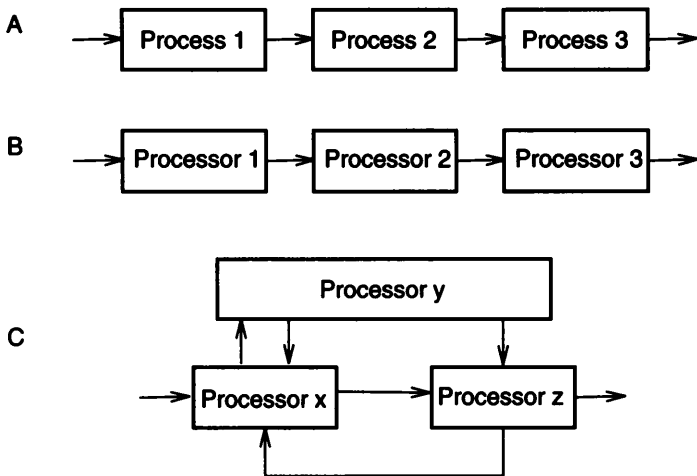 A
Process 1
Process 2
Process 3
B
Processor 1
Processor 2
Processor 3
C
Processor y
Processor x
Processor z